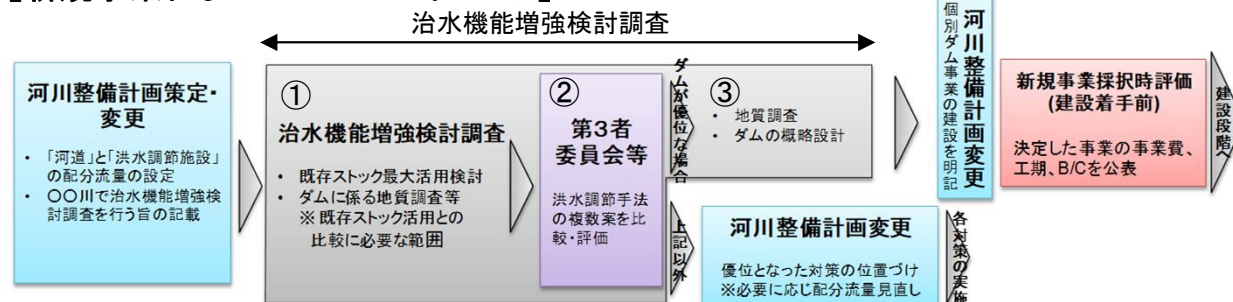 治水機能増強検討調査
河川整備計画策定・
変更
• 「河道」と「洪水調節施設」
の配分流量の設定
• 〇〇川で治水機能増強検
討調査を行う旨の記載
①
治水機能増強検討調査
• 既存ストック最大活用検討
• ダムに係る地質調査等
※ 既存ストック活用との
比較に必要な範囲
②
第3者
委員会等
洪水調節手法
の複数案を比
較・評価
ダムが優位な場合
③
• 地質調査
• ダムの概略設計
上記以外
河川整備計画変更
優位となった対策の位置づけ
※必要に応じ配分流量見直し
各対策の実施
河川整備計画変更
個別ダム事業の建設を明記
新規事業採択時評価
(建設着手前)
決定した事業の事業費、
工期、B/Cを公表
建設段階へ